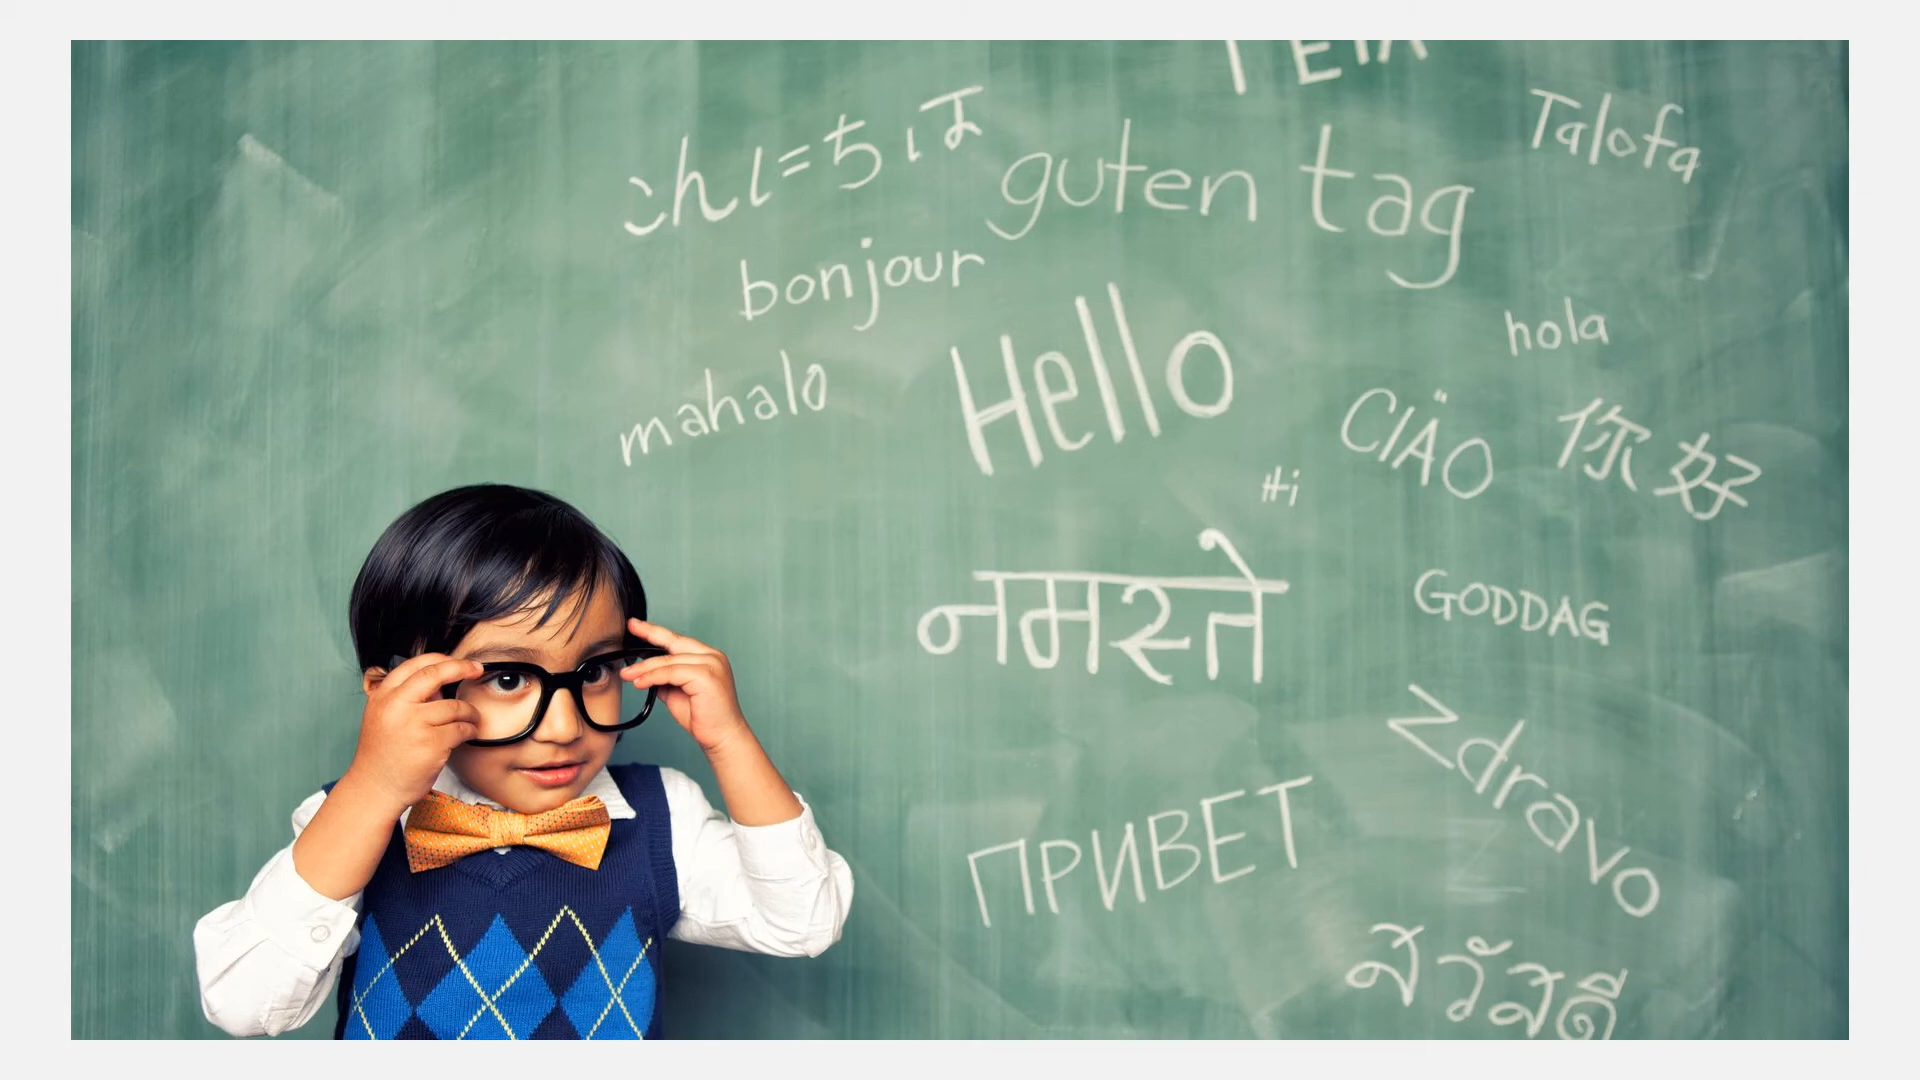 Talofa
こんにちは
guten tag
bonjour
hola
Hello
mahalo
CIÄO
你好
Hi
नमस्ते
GODDAG
Zdravo
ПРИВЕТ
สวัสดี